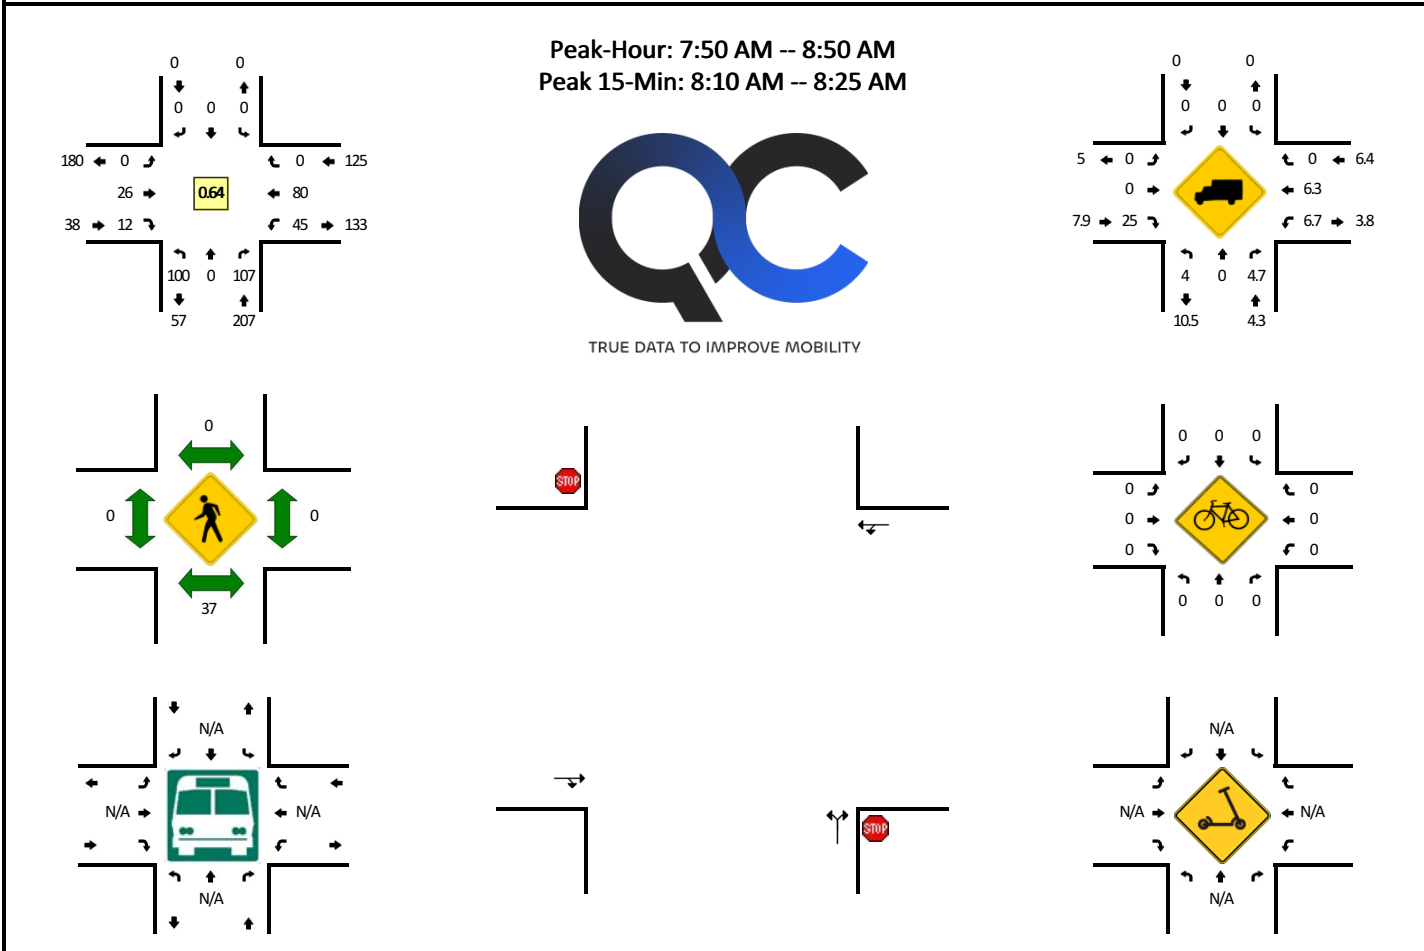 Peak-Hour: 7:50 AM -- 8:50 AM
Peak 15-Min: 8:10 AM -- 8:25 AM
0 0
0 0 0
180 0 0 125
26 0.64 80
38 12 45 133
100 0 107
57 207
QC
TRUE DATA TO IMPROVE MOBILITY
0 0
0 0 0
5 0 0 6.4
0 6.3
7.9 25 6.7 3.8
4 0 4.7
10.5 4.3
0
0 0
37
STOP
STOP
0 0 0
0 0
0 0
0 0
0 0 0
N/A
N/A N/A
N/A
N/A
N/A N/A
N/A